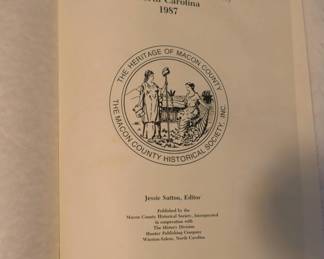 North Carolina
1987
THE HERITAGE OF MACON COUNTY
THE MACON COUNTY HISTORICAL SOCIETY, INC.
Jessie Sutton, Editor
Published by the
Macon County Historical Society, Incorporated
in cooperation with
The History Division
Hunter Publishing Company
Winston-Salem, North Carolina